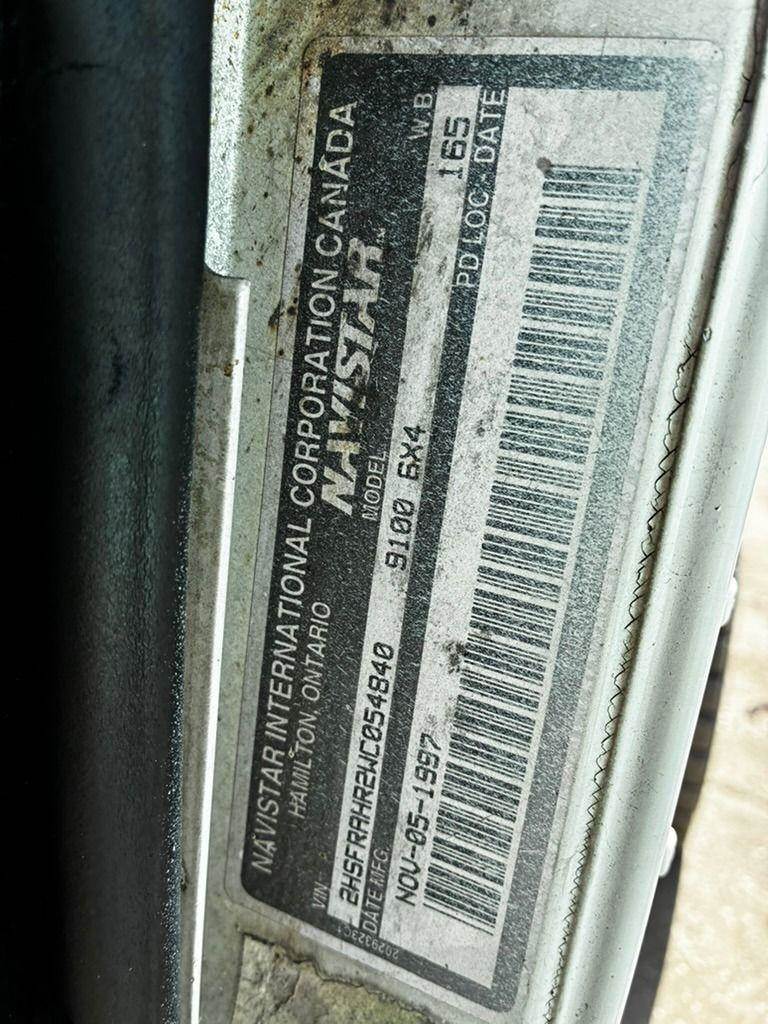 NAVISTAR INTERNATIONAL CORPORATION CANADA
HAMILTON, ONTARIO
NAVISTAR
VIN MODEL W.B.
2HSFRAHR2WC054840 9100 6X4 165
DATE MFG. PD LOC - DATE
NOV-05-1997
2029323C1